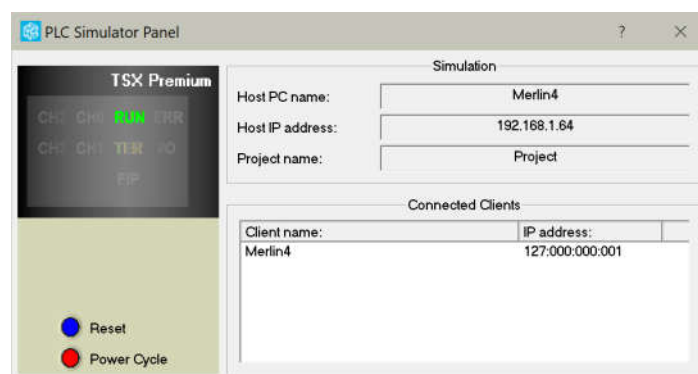 PLC Simulator Panel ? ×
TSX Premium
RUN ERR
Simulation
Host PC name: Merlin4
Host IP address: 192.168.1.64
Project name: Project
Connected Clients
Client name: IP address:
Merlin4 127:000:000:001
Reset
Power Cycle